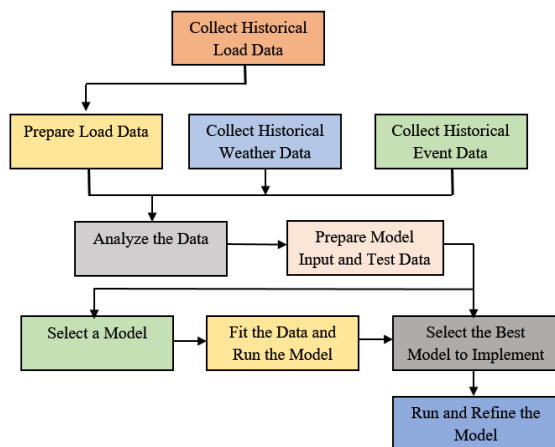 Collect Historical
Load Data
Prepare Load Data
Collect Historical
Weather Data
Collect Historical
Event Data
Analyze the Data
Prepare Model
Input and Test Data
Select a Model
Fit the Data and
Run the Model
Select the Best
Model to Implement
Run and Refine the
Model